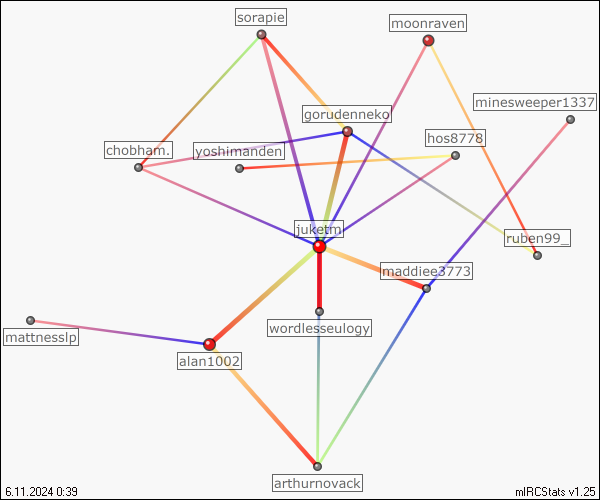 sorapie
moonraven
minesweeper1337
gorudenneko
hos8778
chobham.
yoshimanden
juketm
ruben99_
maddiee3773
wordlesseulogy
mattnesslp
alan1002
arthurnovack
6.11.2024 0:39
mIRCStats v1.25